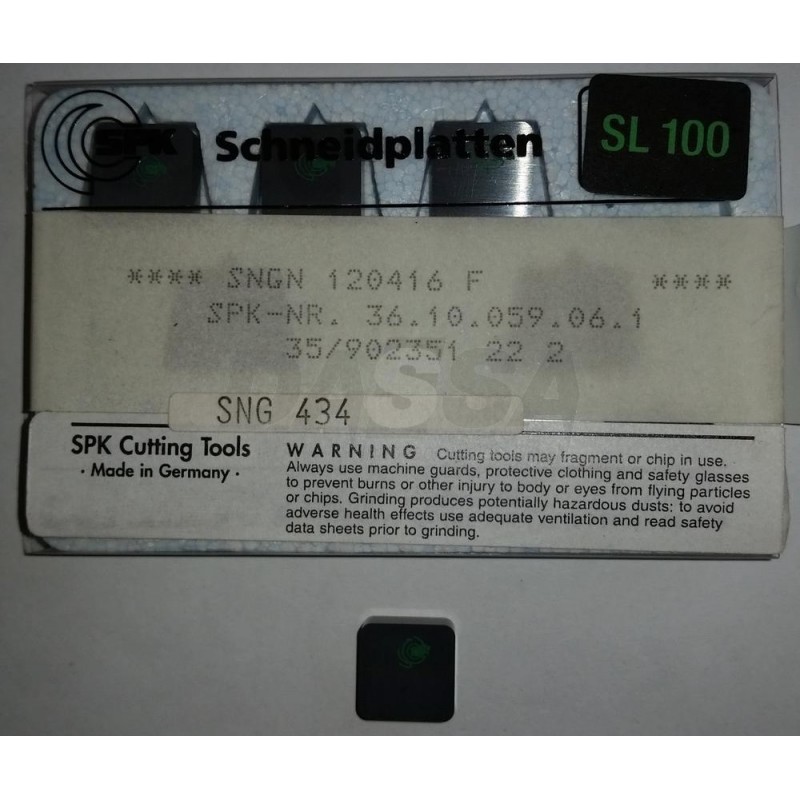 SPK Schneidplatten
SL 100
**** SNGN 120416 F ****
SPK-NR. 36.10.059.06.1
35/902351 22 2
DASSA
SNG 434
SPK Cutting Tools
· Made in Germany ·
WARNING Cutting tools may fragment or chip in use.
Always use machine guards, protective clothing and safety glasses
to prevent burns or other injury to body or eyes from flying particles
or chips. Grinding produces potentially hazardous dusts: to avoid
adverse health effects use adequate ventilation and read safety
data sheets prior to grinding.